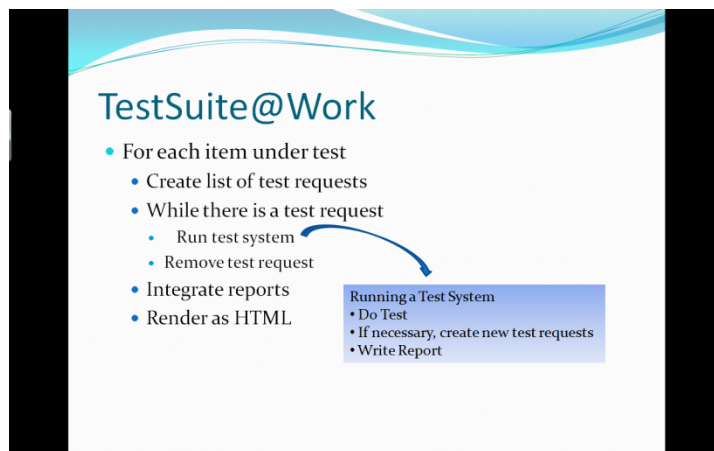 TestSuite@Work
• For each item under test
• Create list of test requests
• While there is a test request
• Run test system
• Remove test request
• Integrate reports
• Render as HTML
Running a Test System
• Do Test
• If necessary, create new test requests
• Write Report